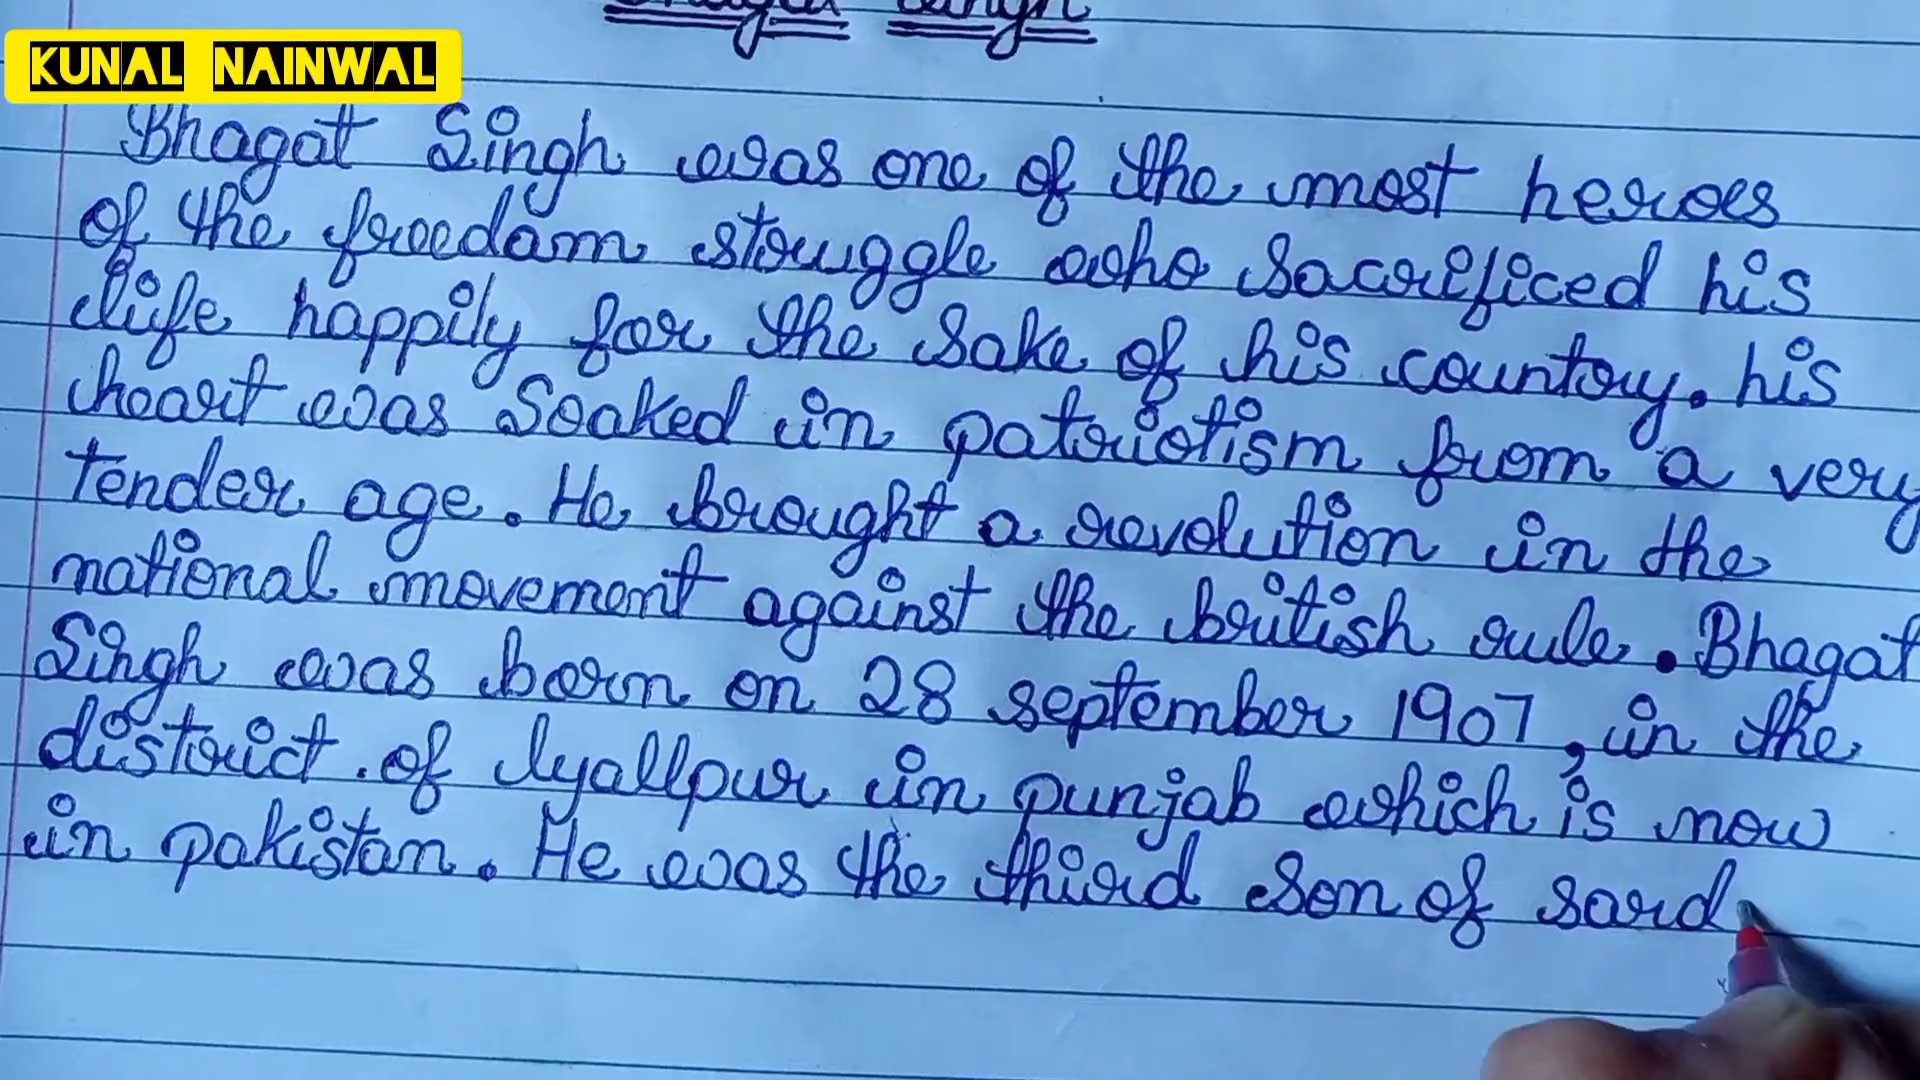 Bhagat Singh
KUNAL NAINWAL
Bhagat Singh was one of the most heroes
of the freedom struggle who sacrificed his
life happily for the sake of his country. his
heart was soaked in patriotism from a very
tender age. He brought a revolution in the
national movement against the british rule. Bhagat
Singh was born on 28 september 1907, in the
district. of lyallpur in punjab which is now
in pakistan. He was the third son of sard